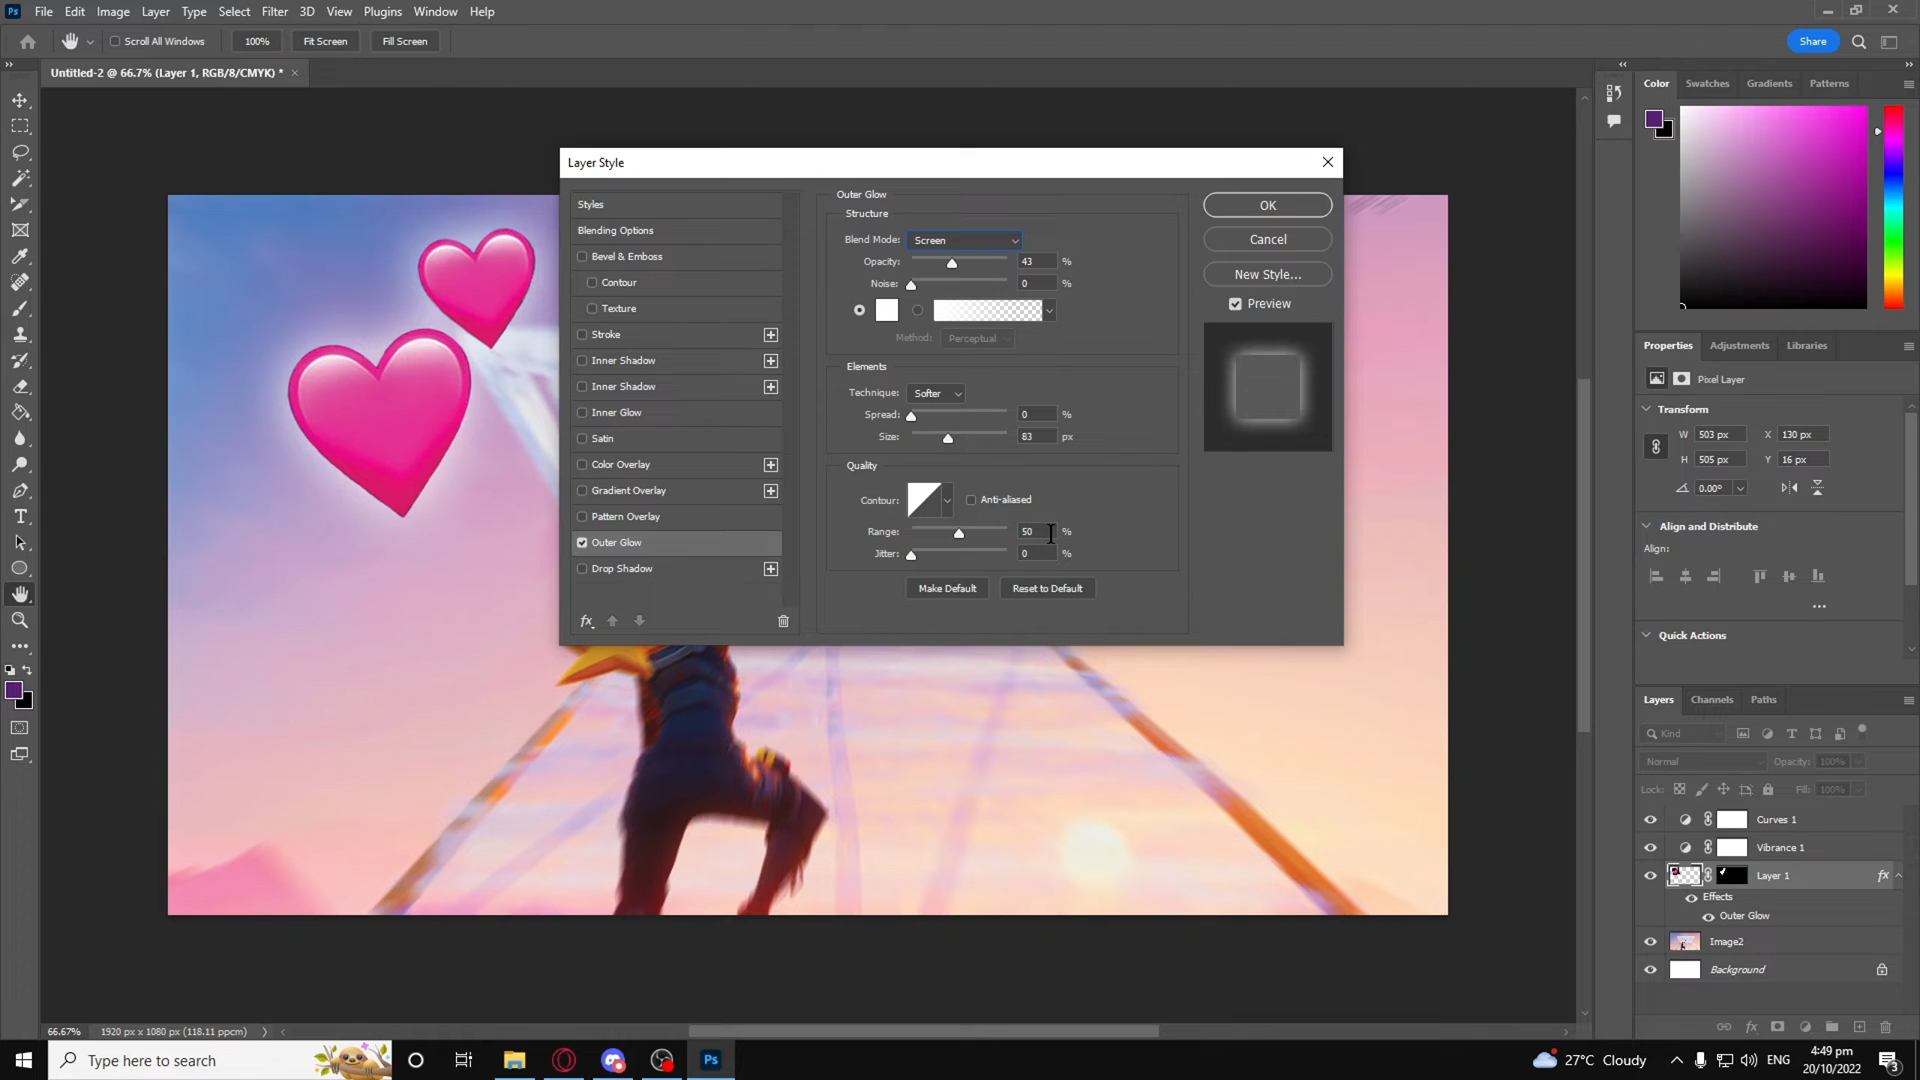 Ps File Edit Image Layer Type Select Filter 3D View Plugins Window Help
Scroll All Windows 100% Fit Screen Fill Screen Share
Untitled-2 @ 66.7% (Layer 1, RGB/8/CMYK) *
Color Swatches Gradients Patterns
Layer Style
Styles
Blending Options
Bevel & Emboss
Contour
Texture
Stroke
Inner Shadow
Inner Shadow
Inner Glow
Satin
Color Overlay
Gradient Overlay
Pattern Overlay
Outer Glow
Drop Shadow
fx
Outer Glow
Structure
Blend Mode: Screen
Opacity: 43 %
Noise: 0 %
Method: Perceptual
Elements
Technique: Softer
Spread: 0 %
Size: 83 px
Quality
Contour: Anti-aliased
Range: 50 %
Jitter: 0 %
Make Default Reset to Default
OK
Cancel
New Style...
Preview
Properties Adjustments Libraries
Pixel Layer
Transform
W 503 px X 130 px
H 505 px Y 16 px
0.00°
Align and Distribute
Align:
Quick Actions
Layers Channels Paths
Kind
Normal Opacity: 100%
Lock: Fill: 100%
Curves 1
Vibrance 1
Layer 1 fx
Effects
Outer Glow
Image2
Background
fx
66.67% 1920 px x 1080 px (118.11 ppcm)
Type here to search
Ps
27°C Cloudy
ENG
4:49 pm
20/10/2022
3